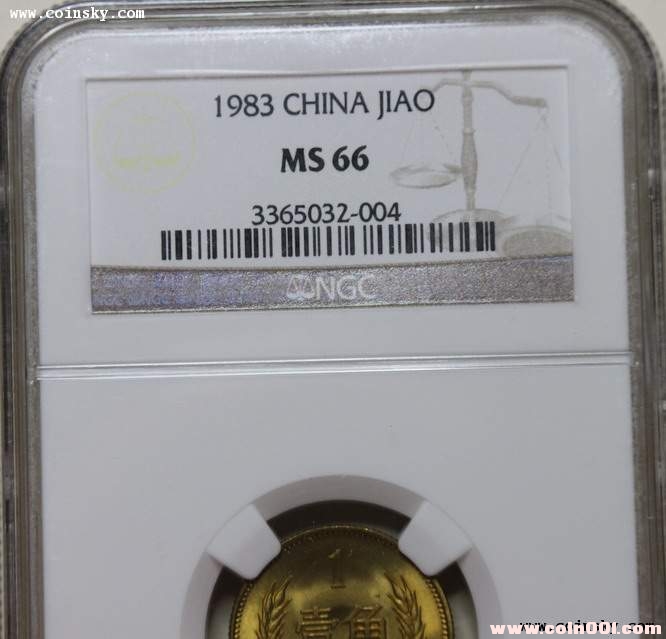 www.coinsky.com
1983 CHINA JIAO
MS 66
3365032-004
NGC
1
壹角
www.coin001.com